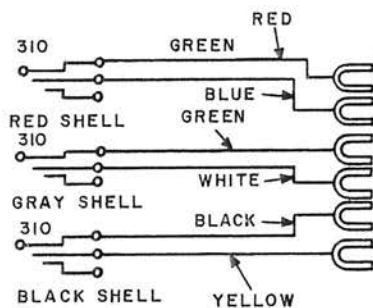 RED
310
GREEN
BLUE
RED SHELL
GREEN
310
WHITE
GRAY SHELL
BLACK
310
BLACK SHELL
YELLOW